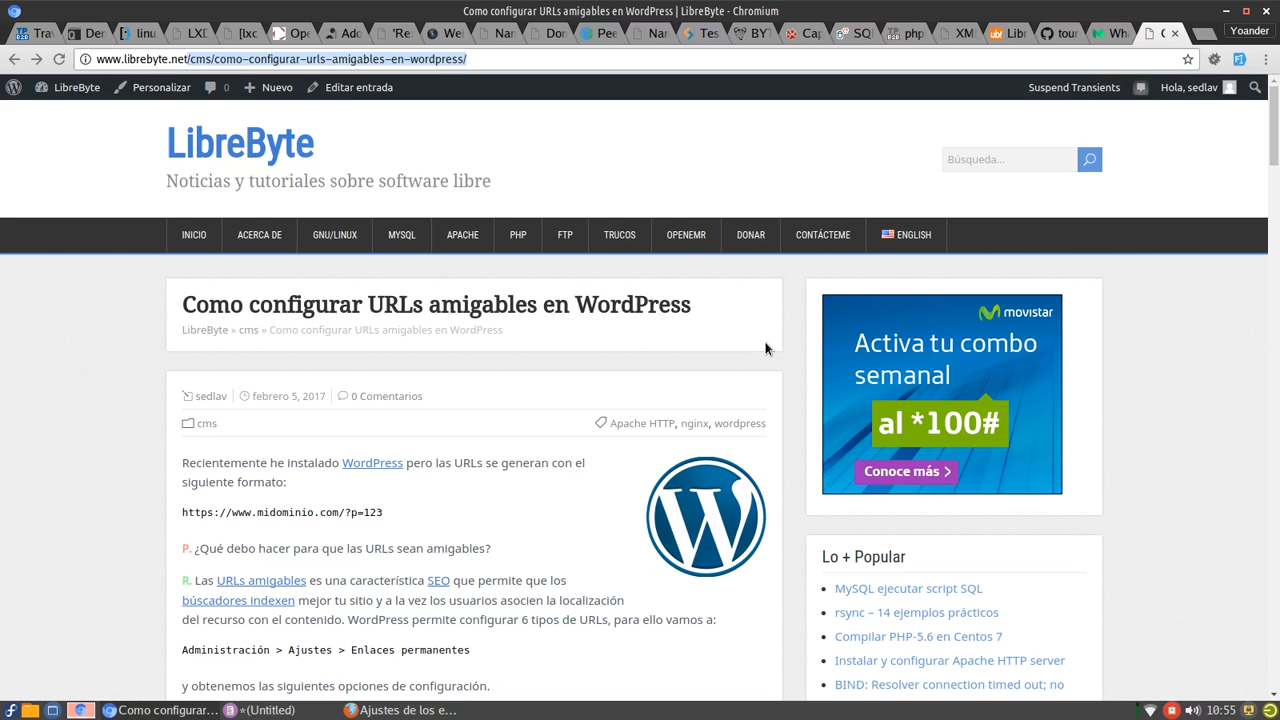 Como configurar URLs amigables en WordPress | LibreByte – Chromium
Yoander
www.librebyte.net/cms/como-configurar-urls-amigables-en-wordpress/
LibreByte Personalizar 0 Nuevo Editar entrada Suspend Transients Hola, sedlav
LibreByte
Noticias y tutoriales sobre software libre
Búsqueda...
INICIO ACERCA DE GNU/LINUX MYSQL APACHE PHP FTP TRUCOS OPENEMR DONAR CONTÁCTEME ENGLISH
Como configurar URLs amigables en WordPress
LibreByte » cms » Como configurar URLs amigables en WordPress
sedlav febrero 5, 2017 0 Comentarios
cms Apache HTTP, nginx, wordpress
Recientemente he instalado WordPress pero las URLs se generan con el
siguiente formato:
https://www.midominio.com/?p=123
P. ¿Qué debo hacer para que las URLs sean amigables?
R. Las URLs amigables es una característica SEO que permite que los
búscadores indexen mejor tu sitio y a la vez los usuarios asocien la localización
del recurso con el contenido. WordPress permite configurar 6 tipos de URLs, para ello vamos a:
Administración > Ajustes > Enlaces permanentes
y obtenemos las siguientes opciones de configuración.
movistar
Activa tu combo
semanal
al *100#
Conoce más >
Lo + Popular
MySQL ejecutar script SQL
rsync – 14 ejemplos prácticos
Compilar PHP-5.6 en Centos 7
Instalar y configurar Apache HTTP server
BIND: Resolver connection timed out; no
Como configurar... (Untitled) Ajustes de los e... 10:55